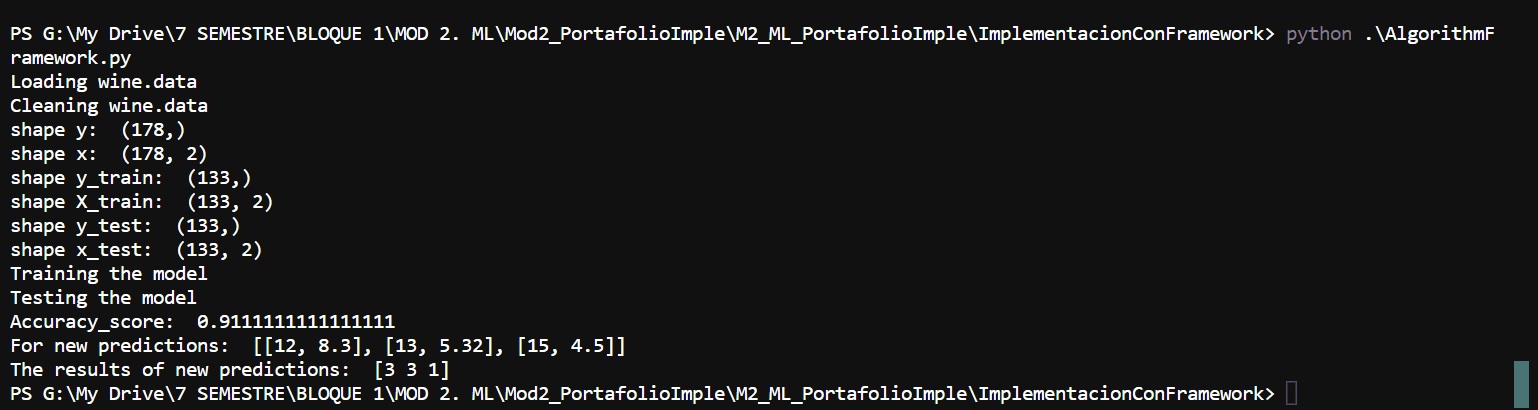 PS G:\My Drive\7 SEMESTRE\BLOQUE 1\MOD 2. ML\Mod2_PortafolioImple\M2_ML_PortafolioImple\ImplementacionConFramework> python .\AlgorithmF
ramework.py
Loading wine.data
Cleaning wine.data
shape y:  (178,)
shape x:  (178, 2)
shape y_train:  (133,)
shape X_train:  (133, 2)
shape y_test:  (133,)
shape x_test:  (133, 2)
Training the model
Testing the model
Accuracy_score:  0.9111111111111111
For new predictions:  [[12, 8.3], [13, 5.32], [15, 4.5]]
The results of new predictions:  [3 3 1]
PS G:\My Drive\7 SEMESTRE\BLOQUE 1\MOD 2. ML\Mod2_PortafolioImple\M2_ML_PortafolioImple\ImplementacionConFramework>